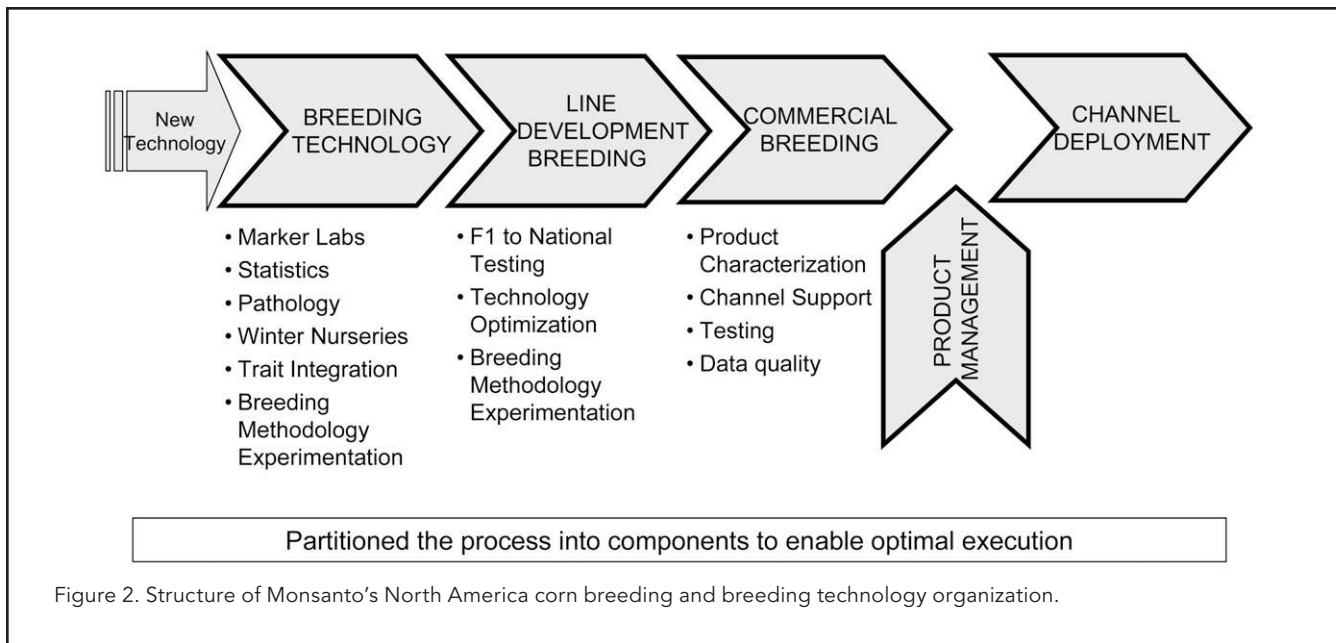 New
Technology
BREEDING
TECHNOLOGY
LINE
DEVELOPMENT
BREEDING
COMMERCIAL
BREEDING
CHANNEL
DEPLOYMENT
PRODUCT
MANAGEMENT
• Marker Labs
• Statistics
• Pathology
• Winter Nurseries
• Trait Integration
• Breeding
Methodology
Experimentation
• F1 to National
Testing
• Technology
Optimization
• Breeding
Methodology
Experimentation
• Product
Characterization
• Channel Support
• Testing
• Data quality
Partitioned the process into components to enable optimal execution
Figure 2. Structure of Monsanto's North America corn breeding and breeding technology organization.